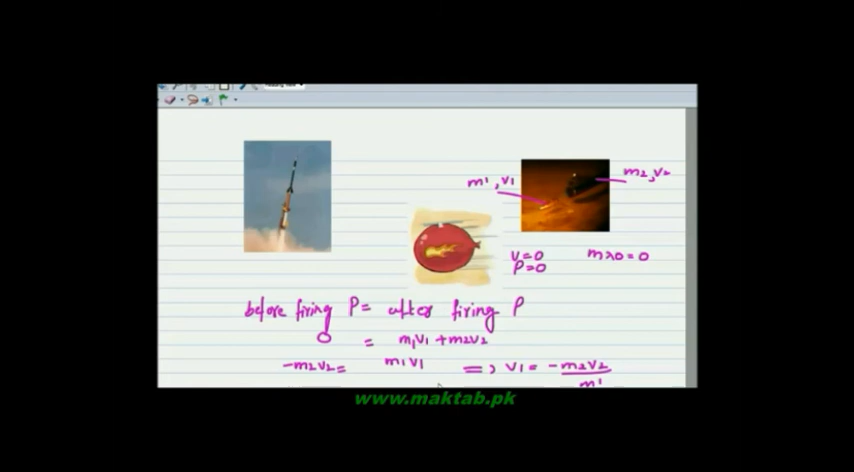 m1,v1
m2,v2
v=0
P=0
m×0=0
before firing P= after firing P
0 = m1v1 +m2v2
-m2v2= m1v1 => v1 = -m2v2
m1
www.maktab.pk